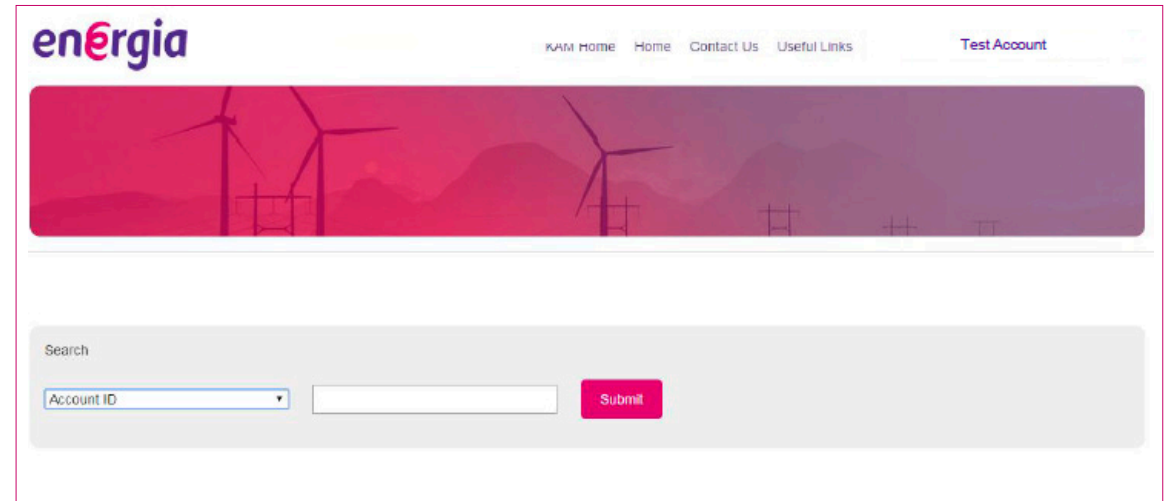 energia
KAM Home Home Contact Us Useful Links Test Account
Search
Account ID
Submit